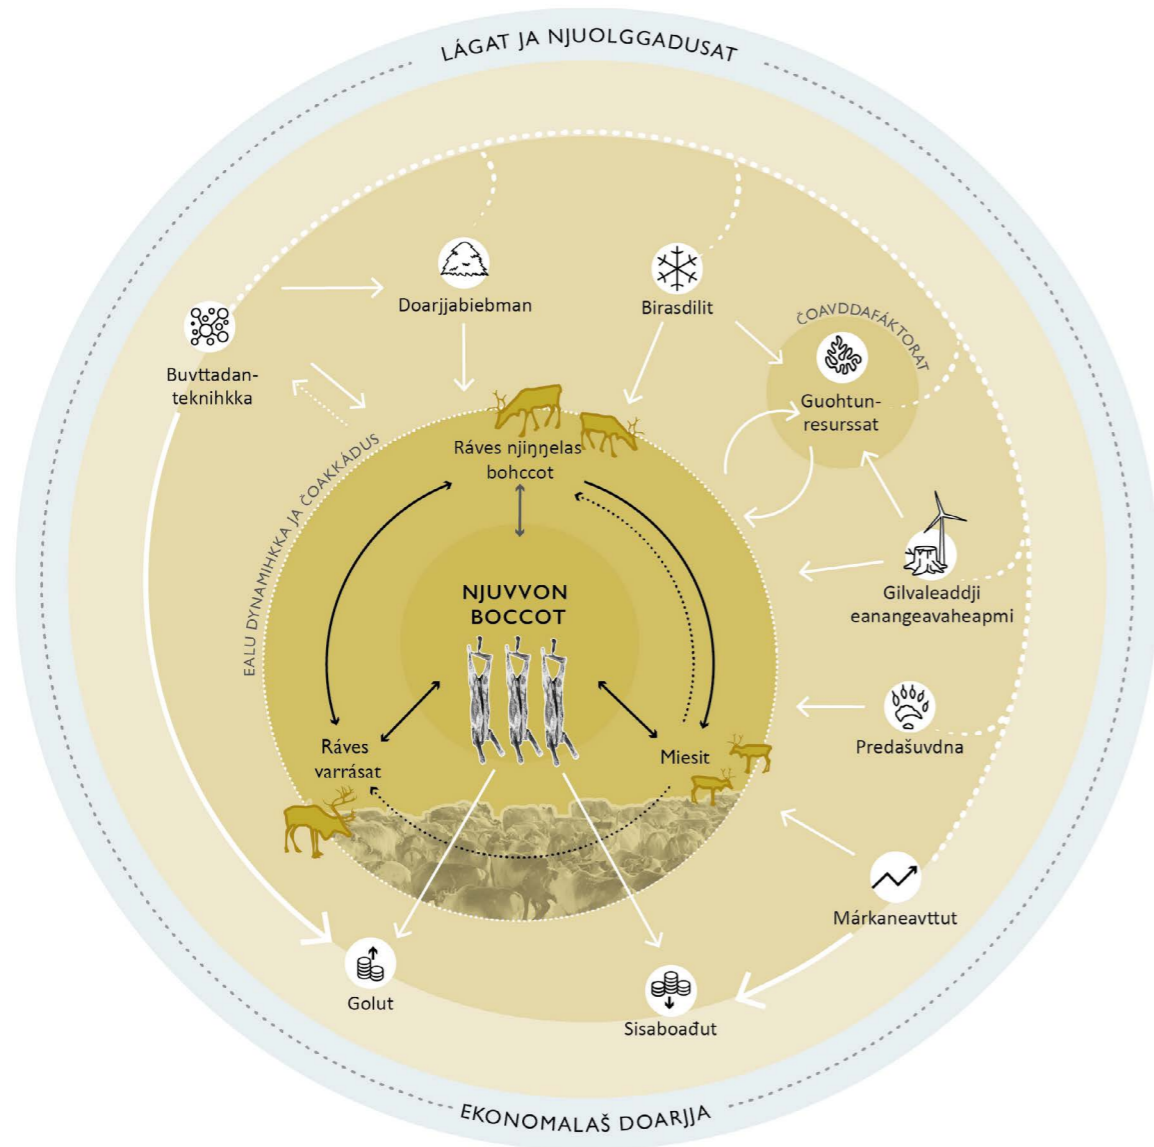 LÁGAT JA NJUOLGGADUSAT
Doarjjabiebman
Birasdilit
ČOAVDDAFÁKTORAT
Buvttadan-
teknihkka
Guohtun-
resurssat
EALU DYNAMIHKKA JA ČOAKKÁDUS
Ráves njiŋŋelas
bohccot
NJUVVON
BOCCOT
Gilvaleaddji
eanangeavaheapmi
Ráves
varrásat
Miesit
Predašuvdna
Márkaneavttut
Golut
Sisaboađut
EKONOMALAŠ DOARJJA